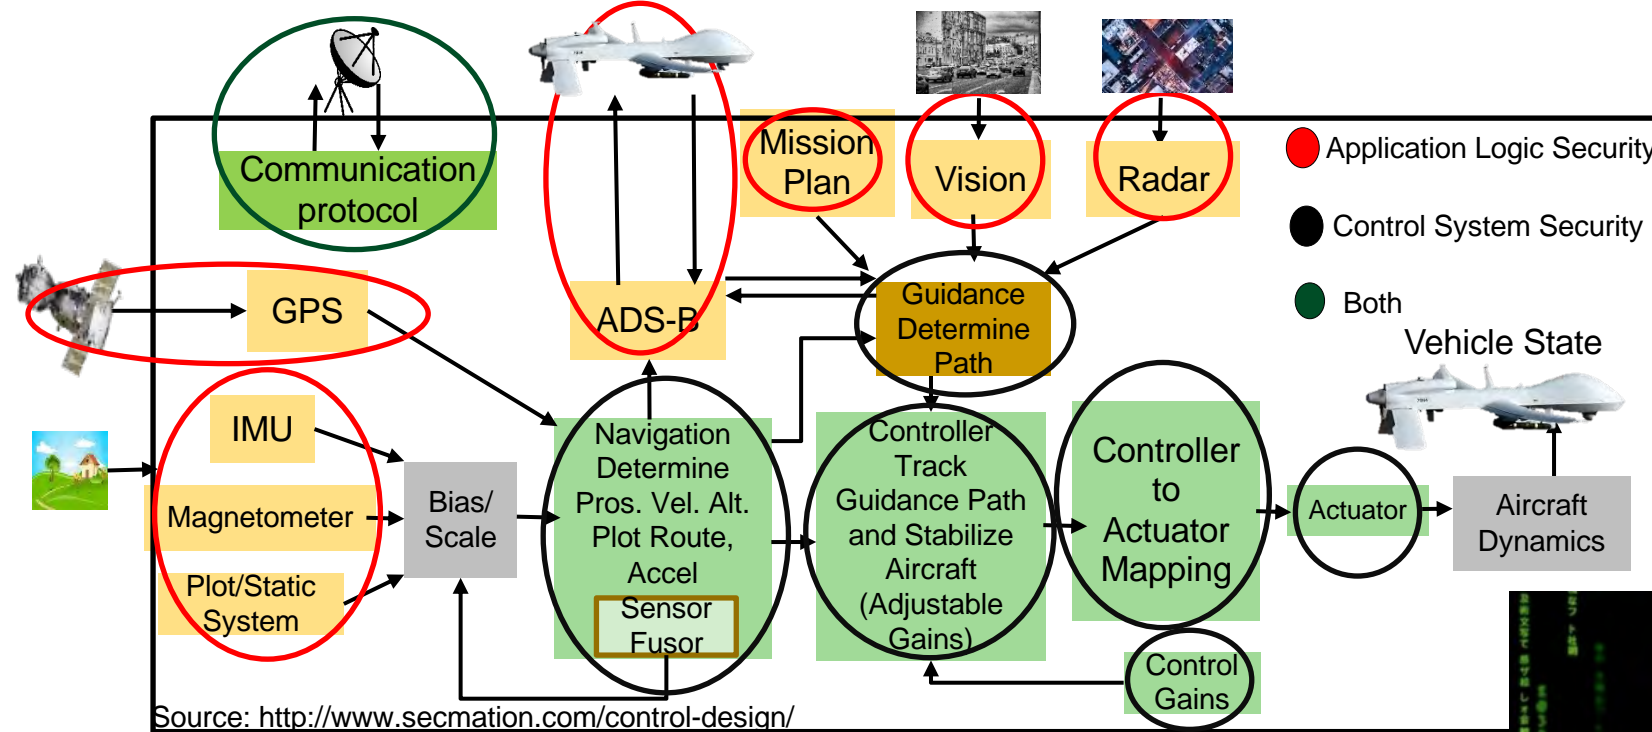 Communication
protocol
Mission
Plan
Vision
Radar
Application Logic Security
Control System Security
Both
GPS
ADS-B
Guidance
Determine
Path
Vehicle State
IMU
Magnetometer
Plot/Static
System
Bias/
Scale
Navigation
Determine
Pros. Vel. Alt.
Plot Route,
Accel
Sensor
Fusor
Controller
Track
Guidance Path
and Stabilize
Aircraft
(Adjustable
Gains)
Controller
to
Actuator
Mapping
Actuator
Aircraft
Dynamics
Control
Gains
Source: http://www.secmation.com/control-design/